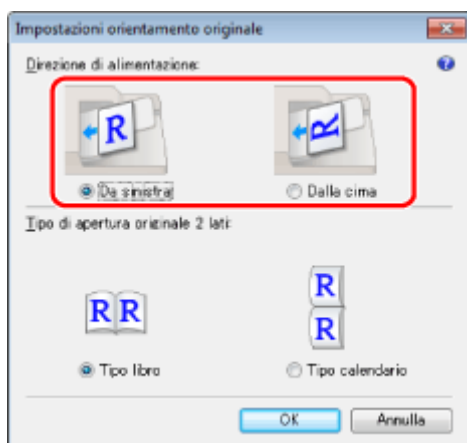 Impostazioni orientamento originale
Direzione di alimentazione:
R R
Da sinistra Dalla cima
Tipo di apertura originale 2 lati:
R R R
R
Tipo libro Tipo calendario
OK Annulla